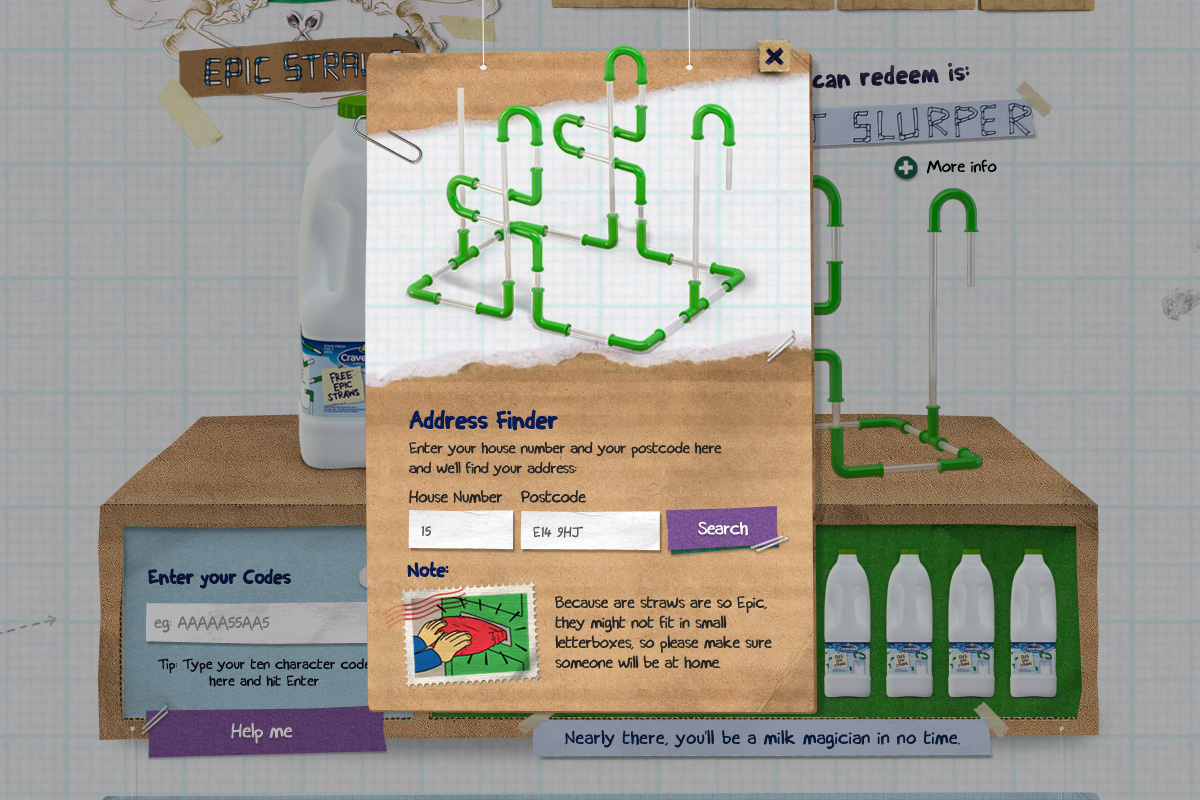 EPIC STRAWS
can redeem is:
SLURPER
More info
Crave
FREE
EPIC
STRAWS
Address Finder
Enter your house number and your postcode here
and we'll find your address:
House Number Postcode
15 E14 9HJ Search
Note:
Because are straws are so Epic,
they might not fit in small
letterboxes, so please make sure
someone will be at home.
Enter your Codes
eg: AAAAA55AA5
Tip: Type your ten character code
here and hit Enter
Help me
Nearly there, you'll be a milk magician in no time.